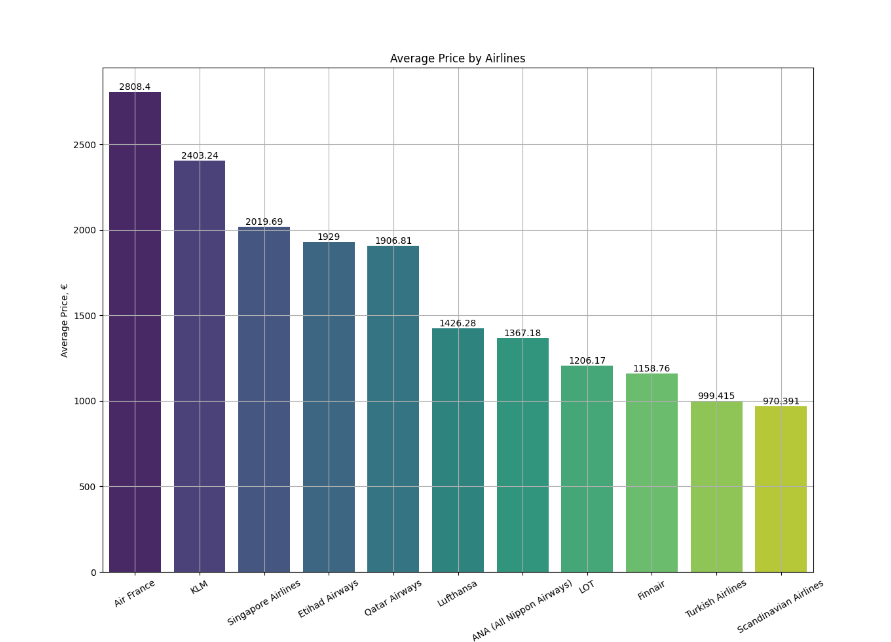 Average Price by Airlines
2808.4
2403.24
2019.69
1929
1906.81
1426.28
1367.18
1206.17
1158.76
999.415
970.391
2500
2000
1500
1000
500
0
Average Price, €
Air France
KLM
Singapore Airlines
Etihad Airways
Qatar Airways
Lufthansa
ANA (All Nippon Airways)
LOT
Finnair
Turkish Airlines
Scandinavian Airlines